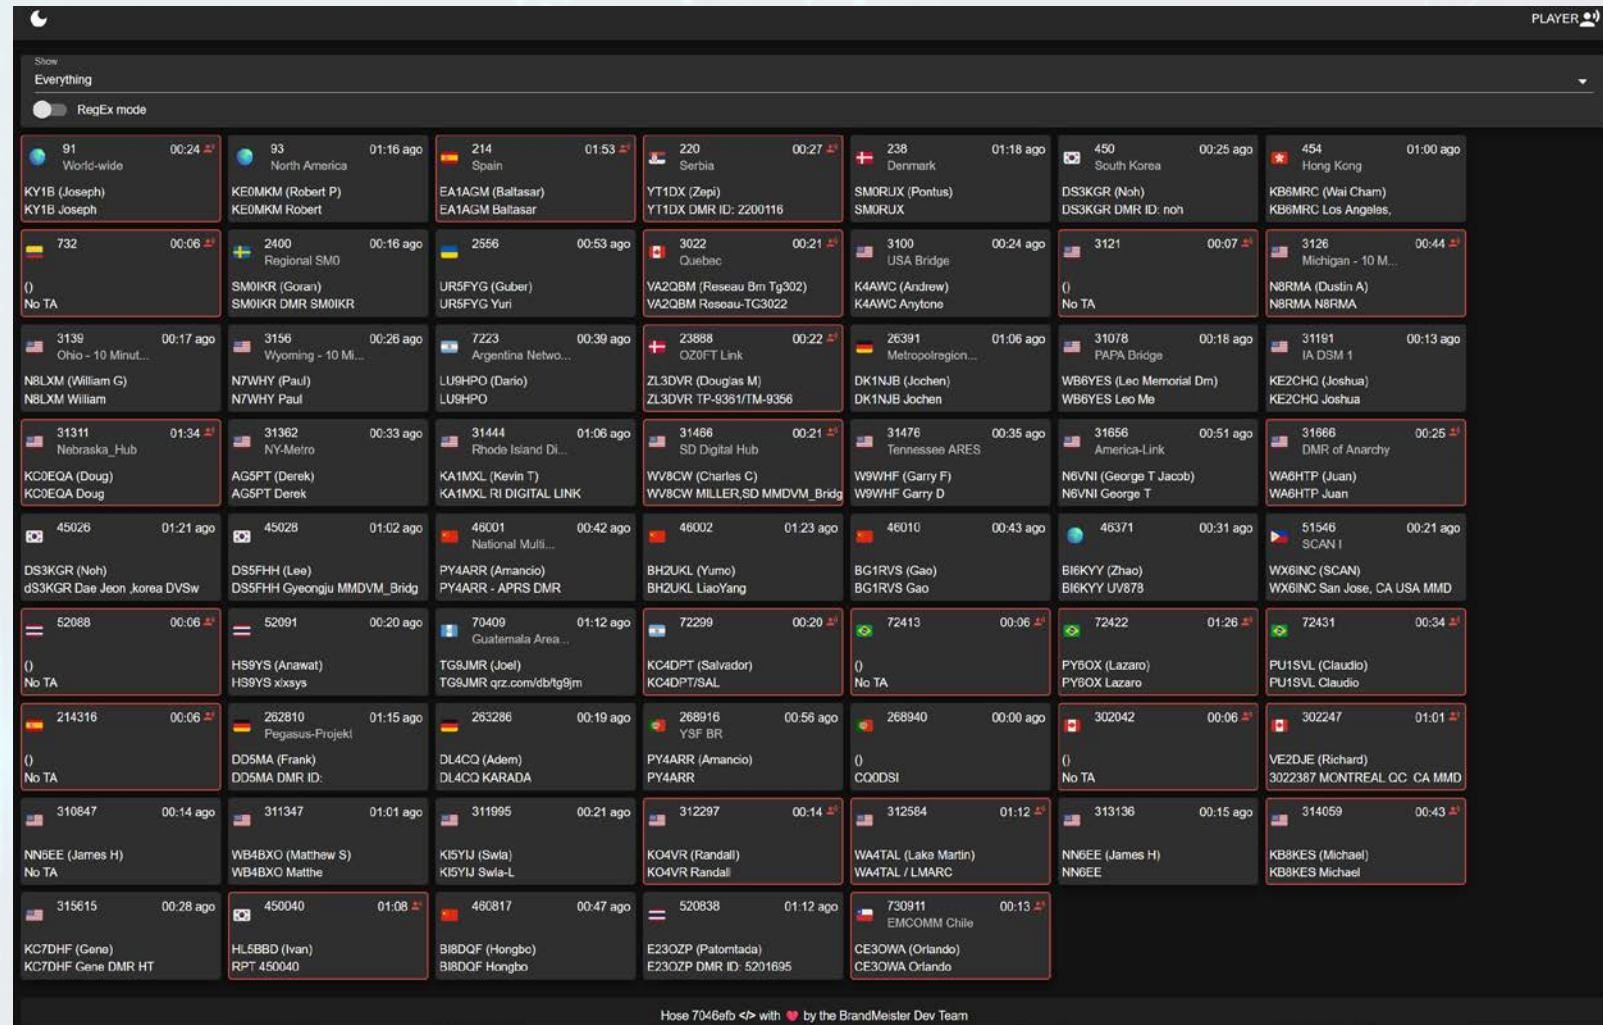 PLAYER
Show
Everything
RegEx mode
91 00:24
World-wide
KY1B (Joseph)
KY1B Joseph
93 01:16 ago
North America
KE0MKM (Robert P)
KE0MKM Robert
214 01:53
Spain
EA1AGM (Baltasar)
EA1AGM Baltasar
220 00:27
Serbia
YT1DX (Zepi)
YT1DX DMR ID: 2200116
238 01:18 ago
Denmark
SM0RUX (Pontus)
SM0RUX
450 00:25 ago
South Korea
DS3KGR (Noh)
DS3KGR DMR ID: noh
454 01:00 ago
Hong Kong
KB6MRC (Wai Cham)
KB6MRC Los Angeles,
732 00:06
()
No TA
2400 00:16 ago
Regional SM0
SM0IKR (Goran)
SM0IKR DMR SM0IKR
2556 00:53 ago
UR5FYG (Guber)
UR5FYG Yuri
3022 00:21
Quebec
VA2QBM (Reseau Bm Tg302)
VA2QBM Reseau-TG3022
3100 00:24 ago
USA Bridge
K4AWC (Andrew)
K4AWC Anytone
3121 00:07
()
No TA
3126 00:44
Michigan - 10 M...
N8RMA (Dustin A)
N8RMA N8RMA
3139 00:17 ago
Ohio - 10 Minut...
N8LXM (William G)
N8LXM William
3156 00:26 ago
Wyoming - 10 Mi...
N7WHY (Paul)
N7WHY Paul
7223 00:39 ago
Argentina Netwo...
LU9HPO (Dario)
LU9HPO
23888 00:22
OZ0FT Link
ZL3DVR (Douglas M)
ZL3DVR TP-9361/TM-9356
26391 01:06 ago
Metropolregion...
DK1NJB (Jochen)
DK1NJB Jochen
31078 00:18 ago
PAPA Bridge
WB6YES (Leo Memorial Dm)
WB6YES Leo Me
31191 00:13 ago
IA DSM 1
KE2CHQ (Joshua)
KE2CHQ Joshua
31311 01:34
Nebraska_Hub
KC0EQA (Doug)
KC0EQA Doug
31362 00:33 ago
NY-Metro
AG5PT (Derek)
AG5PT Derek
31444 01:06 ago
Rhode Island Di...
KA1MXL (Kevin T)
KA1MXL RI DIGITAL LINK
31466 00:21
SD Digital Hub
WV8CW (Charles C)
WV8CW MILLER,SD MMDVM_Bridg
31476 00:35 ago
Tennessee ARES
W9WHF (Garry F)
W9WHF Garry D
31656 00:51 ago
America-Link
N6VNI (George T Jacob)
N6VNI George T
31666 00:25
DMR of Anarchy
WA6HTP (Juan)
WA6HTP Juan
45026 01:21 ago
DS3KGR (Noh)
dS3KGR Dae Jeon ,korea DVSw
45028 01:02 ago
DS5FHH (Lee)
DS5FHH Gyeongju MMDVM_Bridg
46001 00:42 ago
National Multi...
PY4ARR (Amancio)
PY4ARR - APRS DMR
46002 01:23 ago
BH2UKL (Yumo)
BH2UKL LiaoYang
46010 00:43 ago
BG1RVS (Gao)
BG1RVS Gao
46371 00:31 ago
BI6KYY (Zhao)
BI6KYY UV878
51546 00:21 ago
SCAN I
WX6INC (SCAN)
WX6INC San Jose, CA USA MMD
52088 00:06
()
No TA
52091 00:20 ago
HS9YS (Anawat)
HS9YS xixsys
70409 01:12 ago
Guatemala Area...
TG9JMR (Joel)
TG9JMR qrz.com/db/tg9jm
72299 00:20
KC4DPT (Salvador)
KC4DPT/SAL
72413 00:06
()
No TA
72422 01:26
PY6OX (Lazaro)
PY6OX Lazaro
72431 00:34
PU1SVL (Claudio)
PU1SVL Claudio
214316 00:06
()
No TA
262810 01:15 ago
Pegasus-Projekt
DD5MA (Frank)
DD5MA DMR ID:
263286 00:19 ago
DL4CQ (Adem)
DL4CQ KARADA
268916 00:56 ago
YSF BR
PY4ARR (Amancio)
PY4ARR
268940 00:00 ago
()
CQ0DSI
302042 00:06
()
No TA
302247 01:01
VE2DJE (Richard)
3022387 MONTREAL QC CA MMD
310847 00:14 ago
NN6EE (James H)
No TA
311347 01:01 ago
WB4BXO (Matthew S)
WB4BXO Matthe
311995 00:21 ago
KI5YIJ (Swla)
KI5YIJ Swla-L
312297 00:14
KO4VR (Randall)
KO4VR Randall
312584 01:12
WA4TAL (Lake Martin)
WA4TAL / LMARC
313136 00:15 ago
NN6EE (James H)
NN6EE
314059 00:43
KB8KES (Michael)
KB8KES Michael
315615 00:28 ago
KC7DHF (Gene)
KC7DHF Gene DMR HT
450040 01:08
HL5BBD (Ivan)
RPT 450040
460817 00:47 ago
BI8DQF (Hongbo)
BI8DQF Hongbo
520838 01:12 ago
E23OZP (Patomtada)
E23OZP DMR ID: 5201695
730911 00:13
EMCOMM Chile
CE3OWA (Orlando)
CE3OWA Orlando
Hose 7046efb </> with ❤ by the BrandMeister Dev Team